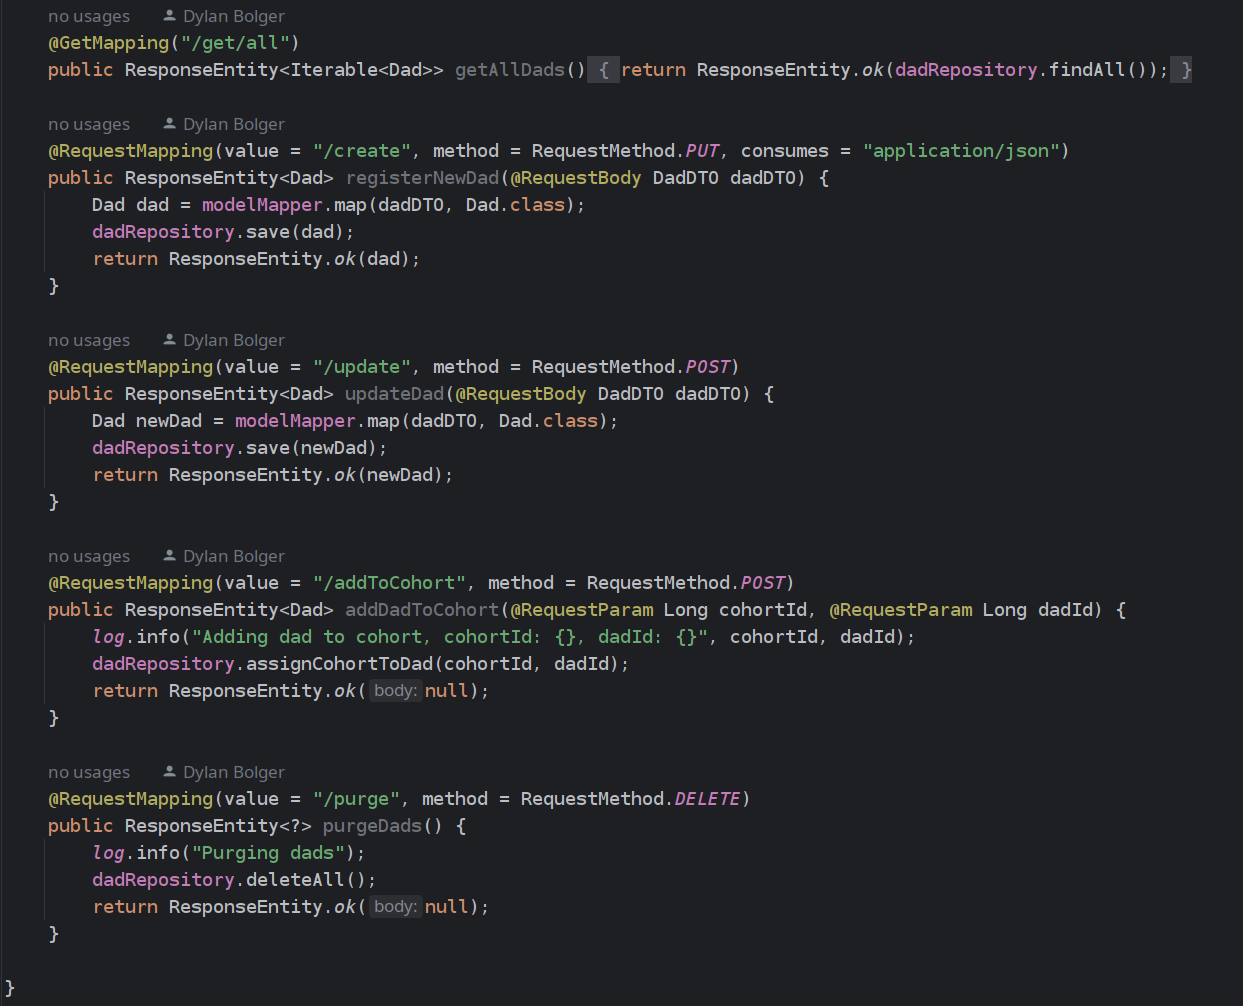 no usages Dylan Bolger
@GetMapping("/get/all")
public ResponseEntity<Iterable<Dad>> getAllDads() { return ResponseEntity.ok(dadRepository.findAll()); }
no usages Dylan Bolger
@RequestMapping(value = "/create", method = RequestMethod.PUT, consumes = "application/json")
public ResponseEntity<Dad> registerNewDad(@RequestBody DadDTO dadDTO) {
Dad dad = modelMapper.map(dadDTO, Dad.class);
dadRepository.save(dad);
return ResponseEntity.ok(dad);
}
no usages Dylan Bolger
@RequestMapping(value = "/update", method = RequestMethod.POST)
public ResponseEntity<Dad> updateDad(@RequestBody DadDTO dadDTO) {
Dad newDad = modelMapper.map(dadDTO, Dad.class);
dadRepository.save(newDad);
return ResponseEntity.ok(newDad);
}
no usages Dylan Bolger
@RequestMapping(value = "/addToCohort", method = RequestMethod.POST)
public ResponseEntity<Dad> addDadToCohort(@RequestParam Long cohortId, @RequestParam Long dadId) {
log.info("Adding dad to cohort, cohortId: {}, dadId: {}", cohortId, dadId);
dadRepository.assignCohortToDad(cohortId, dadId);
return ResponseEntity.ok( body: null);
}
no usages Dylan Bolger
@RequestMapping(value = "/purge", method = RequestMethod.DELETE)
public ResponseEntity<?> purgeDads() {
log.info("Purging dads");
dadRepository.deleteAll();
return ResponseEntity.ok( body: null);
}
}